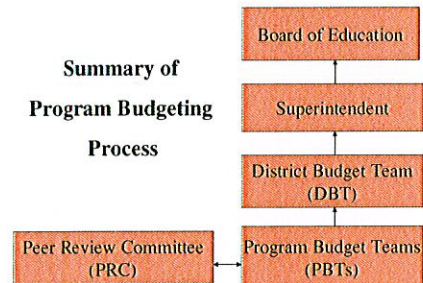 Board of Education
Summary of
Program Budgeting
Process
Superintendent
District Budget Team
(DBT)
Peer Review Committee
(PRC)
Program Budget Teams
(PBTs)